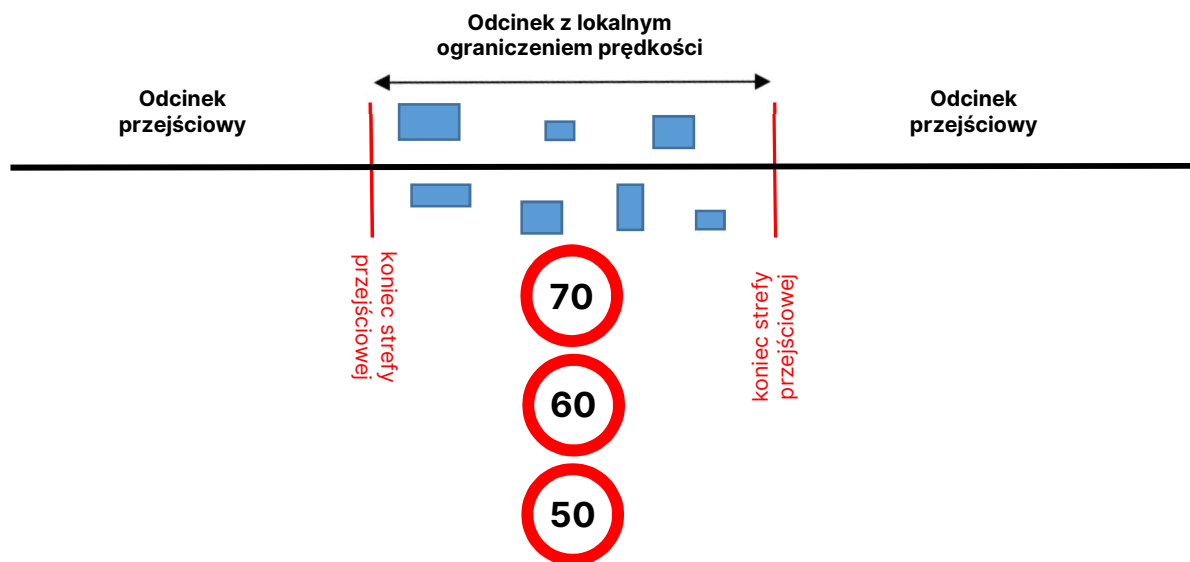 Odcinek z lokalnym
ograniczeniem prędkości
Odcinek
przejściowy
Odcinek
przejściowy
koniec strefy
przejściowej
koniec strefy
przejściowej
70
60
50